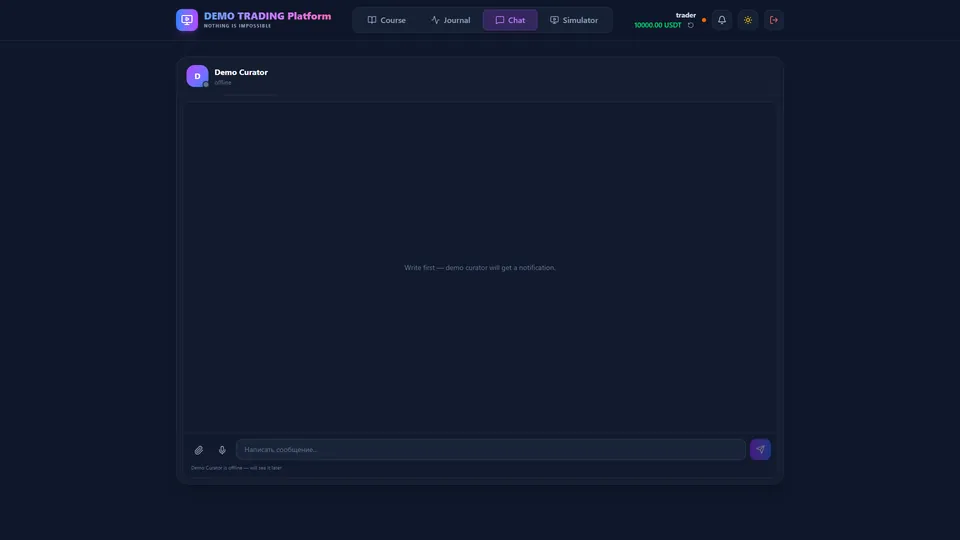 DEMO TRADING Platform
NOTHING IS IMPOSSIBLE
Course
Journal
Chat
Simulator
trader
10000.00 USDT
D
Demo Curator
offline
Write first — demo curator will get a notification.
Написать сообщение...
Demo Curator is offline — will see it later